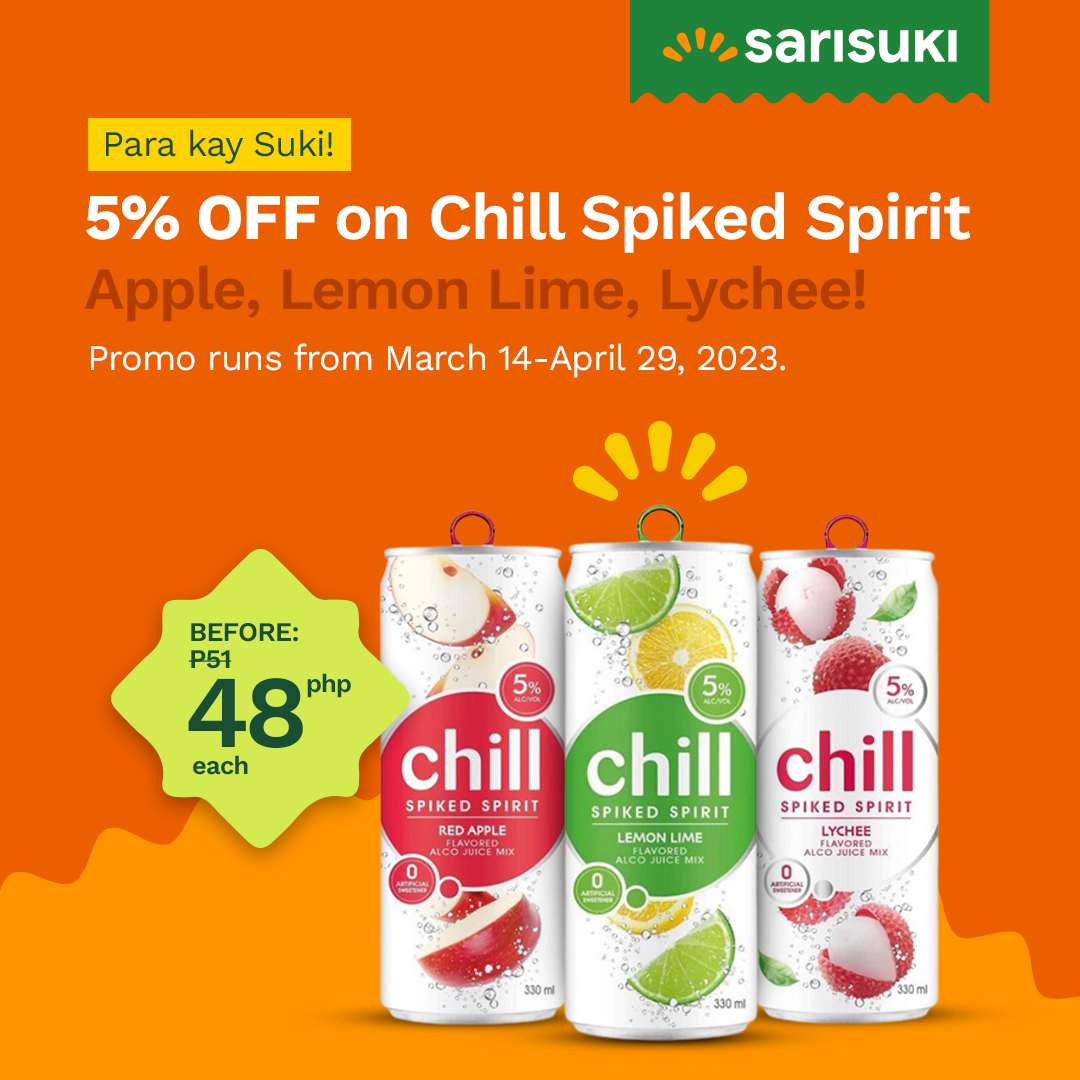 sarisuki
Para kay Suki!
5% OFF on Chill Spiked Spirit
Apple, Lemon Lime, Lychee!
Promo runs from March 14-April 29, 2023.
BEFORE:
P51
48 php
each
5%
ALC/VOL
chill
SPIKED SPIRIT
RED APPLE
FLAVORED
ALCO JUICE MIX
0
ARTIFICIAL
SWEETENER
330 ml
5%
ALC/VOL
chill
SPIKED SPIRIT
LEMON LIME
FLAVORED
ALCO JUICE MIX
0
ARTIFICIAL
SWEETENER
330 ml
5%
ALC/VOL
chill
SPIKED SPIRIT
LYCHEE
FLAVORED
ALCO JUICE MIX
0
ARTIFICIAL
SWEETENER
330 ml